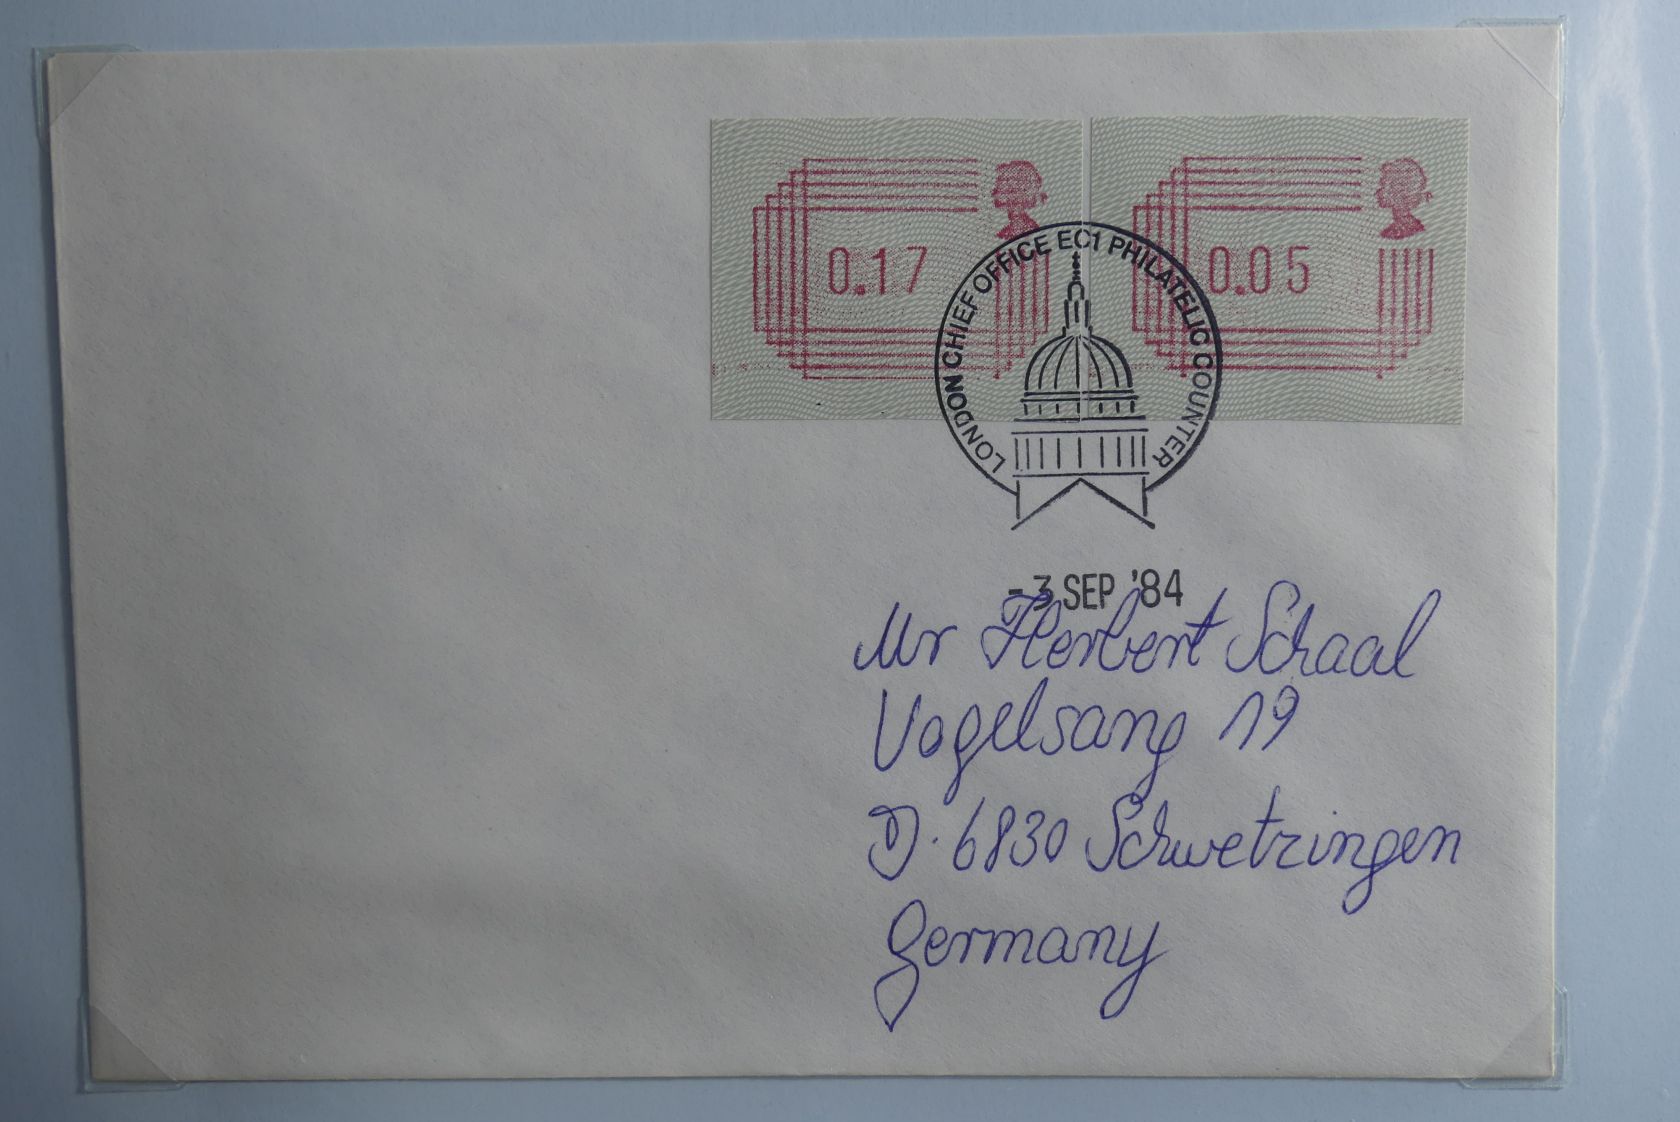 0.17
0.05
LONDON CHIEF OFFICE EC1 PHILATELIC COUNTER
-3 SEP '84
Mr Herbert Schaal
Vogelsang 19
D. 6830 Schwetzingen
Germany